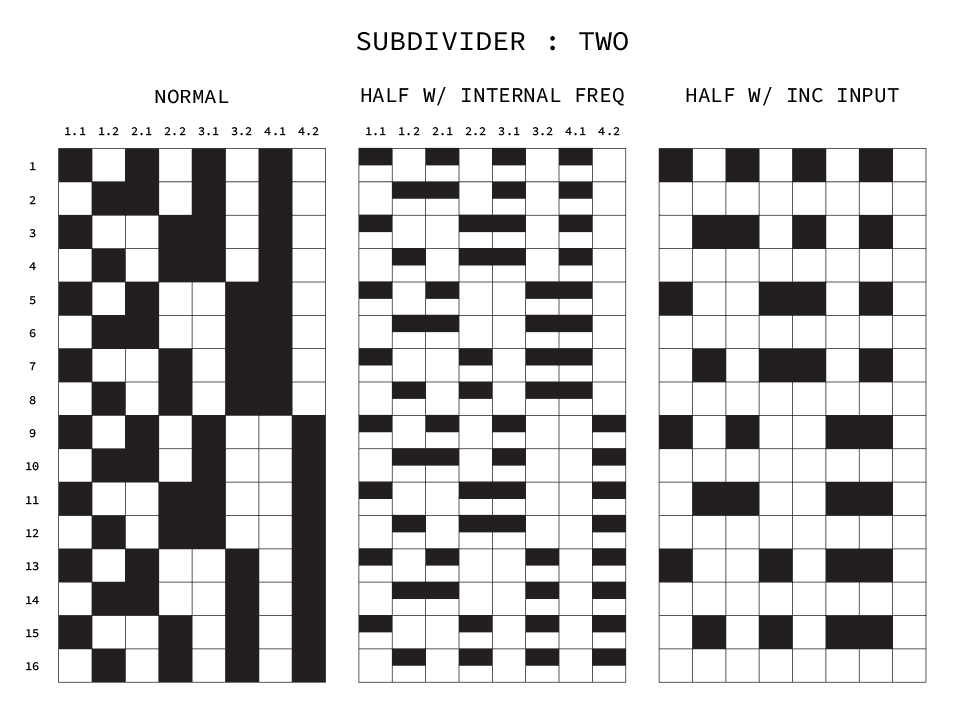 SUBDIVIDER : TWO
NORMAL
HALF W/ INTERNAL FREQ
HALF W/ INC INPUT
1.1 1.2 2.1 2.2 3.1 3.2 4.1 4.2
1.1 1.2 2.1 2.2 3.1 3.2 4.1 4.2
1
2
3
4
5
6
7
8
9
10
11
12
13
14
15
16